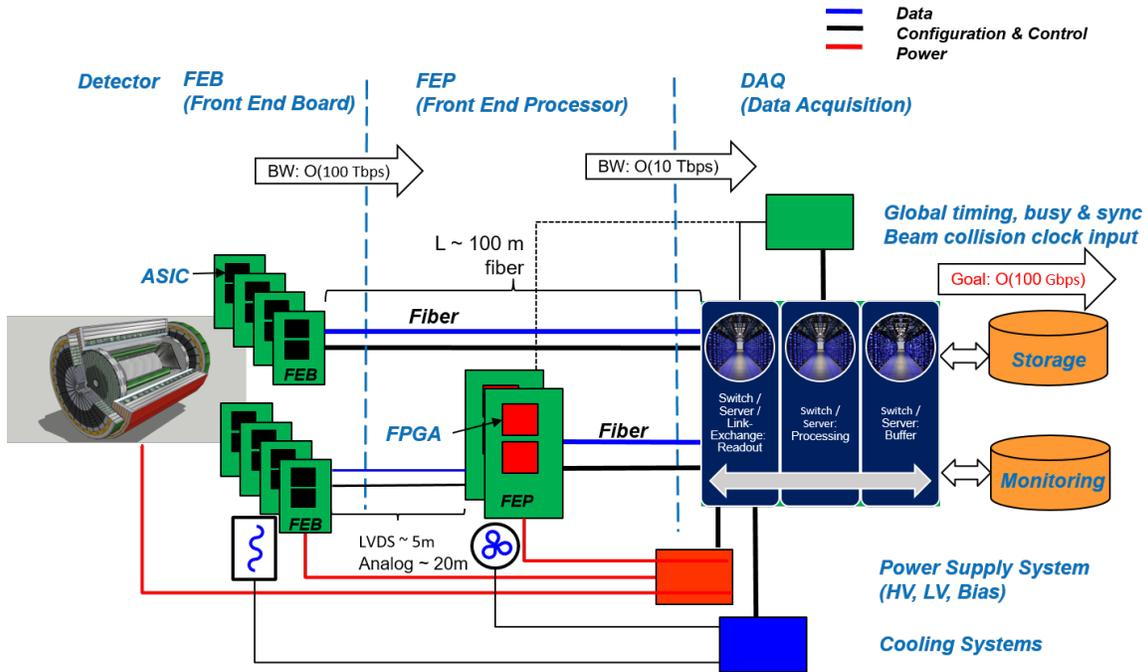 Data
Configuration & Control
Power
Detector
FEB
(Front End Board)
FEP
(Front End Processor)
DAQ
(Data Acquisition)
BW: O(100 Tbps)
BW: O(10 Tbps)
Global timing, busy & sync
Beam collision clock input
L ~ 100 m
fiber
ASIC
Goal: O(100 Gbps)
Fiber
FEB
Storage
Switch /
Server /
Link-
Exchange:
Readout
Switch /
Server:
Processing
Switch /
Server:
Buffer
FPGA
Fiber
Monitoring
FEP
FEB
LVDS ~ 5m
Analog ~ 20m
Power Supply System
(HV, LV, Bias)
Cooling Systems